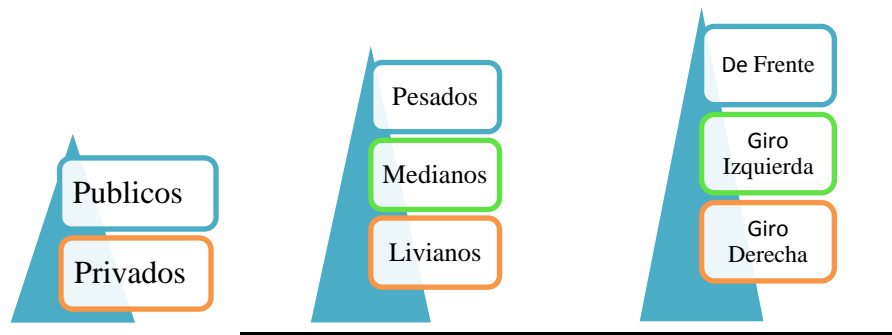 Publicos
Privados
Pesados
Medianos
Livianos
De Frente
Giro
Izquierda
Giro
Derecha